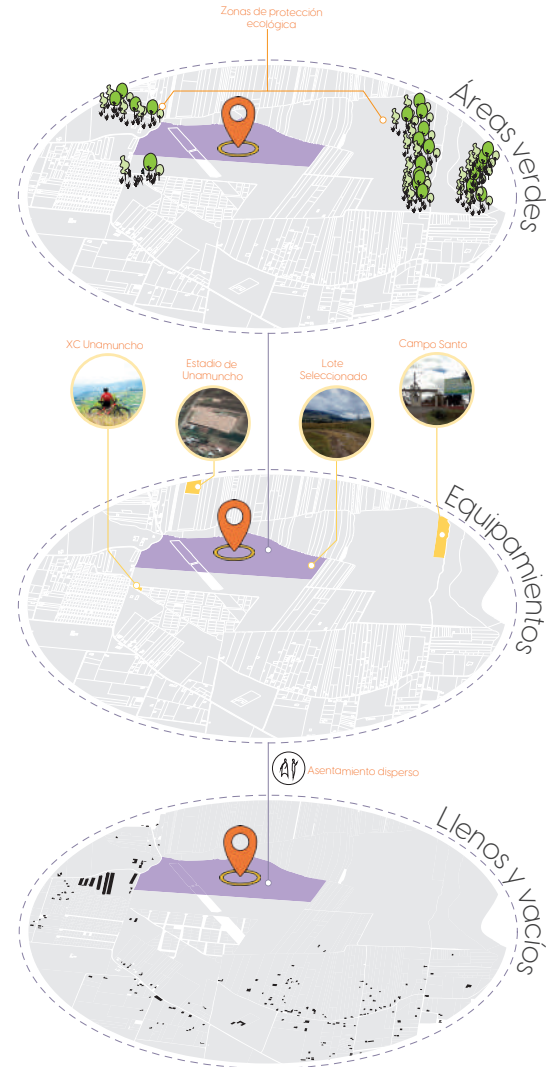 Zonas de protección
ecológica
Áreas verdes
XC Unamuncho
Estadio de
Unamuncho
Lote
Seleccionado
Campo Santo
Equipamientos
Asentamiento disperso
Llenos y vacíos